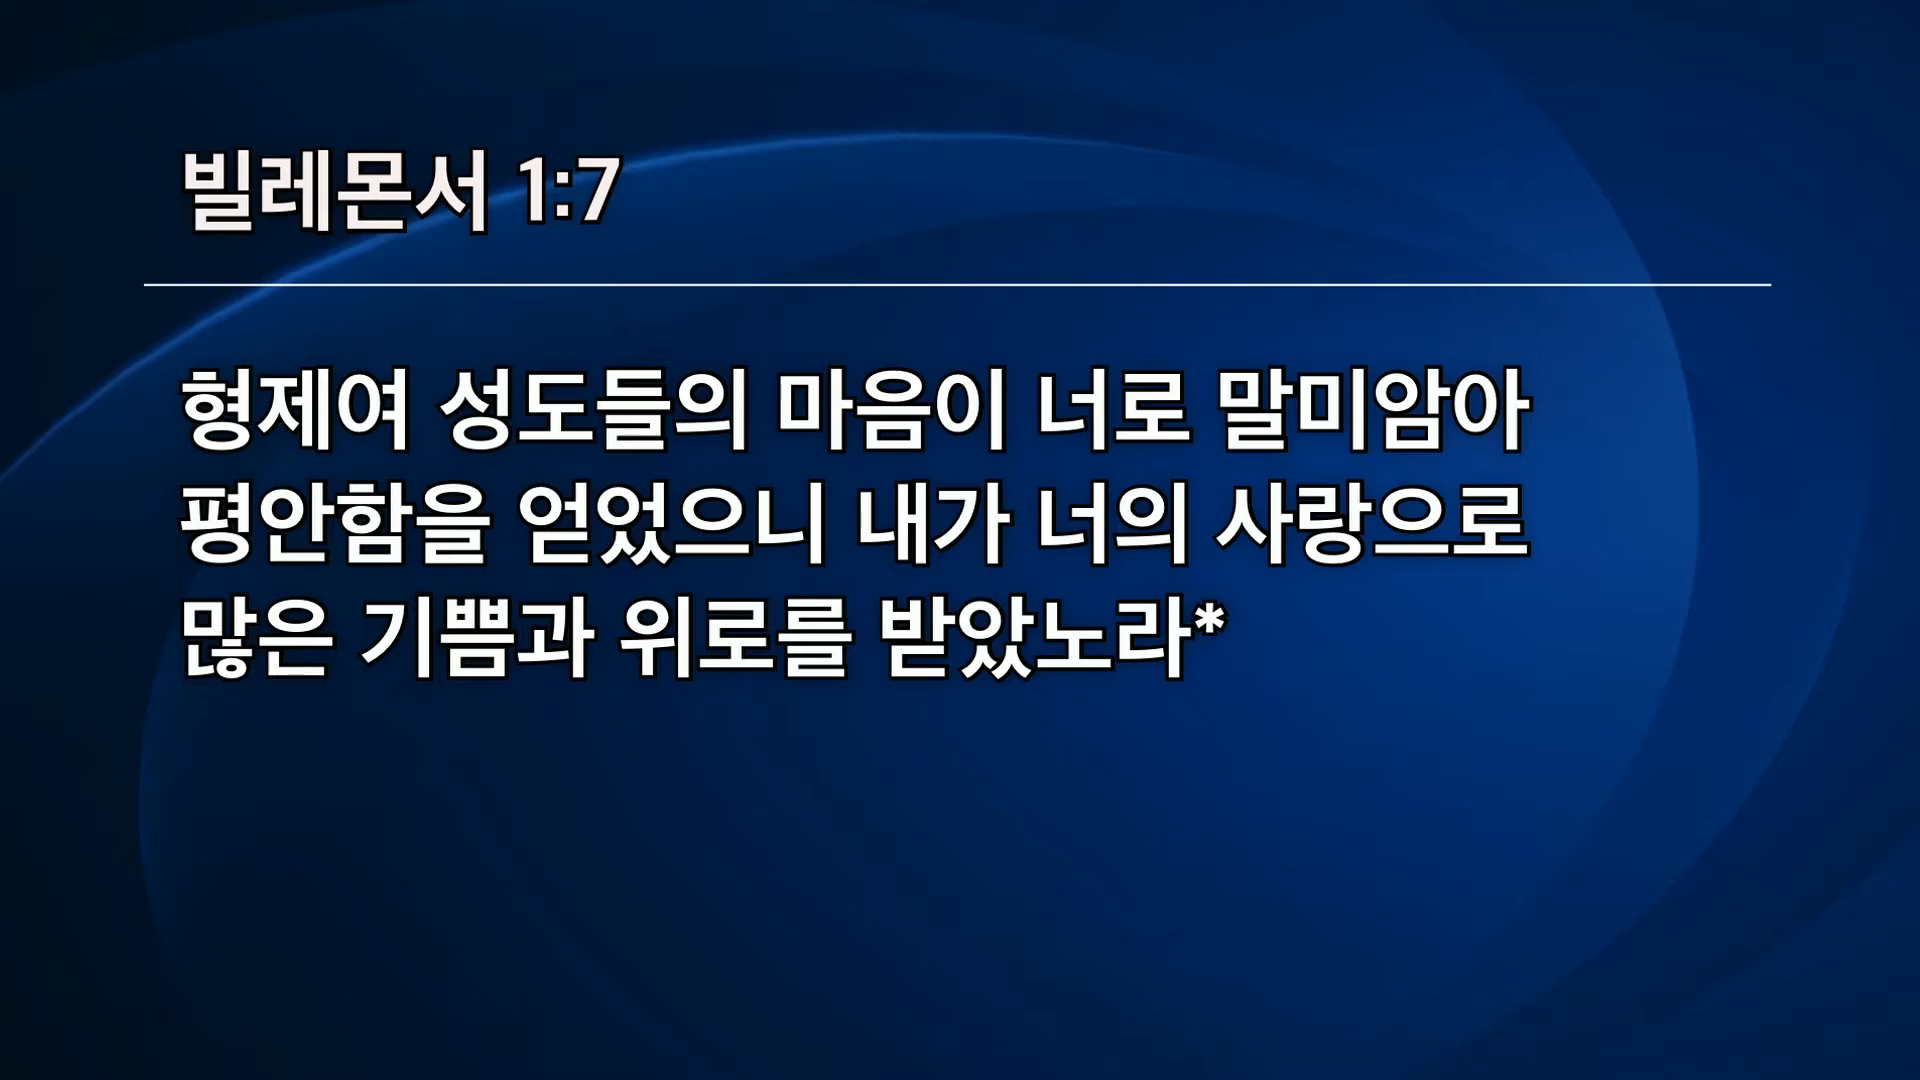 빌레몬서 1:7
형제여 성도들의 마음이 너로 말미암아
평안함을 얻었으니 내가 너의 사랑으로
많은 기쁨과 위로를 받았노라*